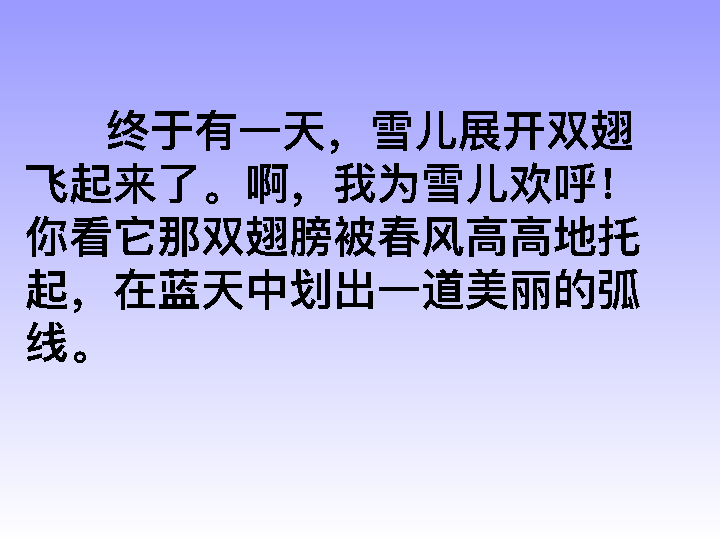 终于有一天，雪儿展开双翅
飞起来了。啊，我为雪儿欢呼！
你看它那双翅膀被春风高高地托
起，在蓝天中划出一道美丽的弧
线。